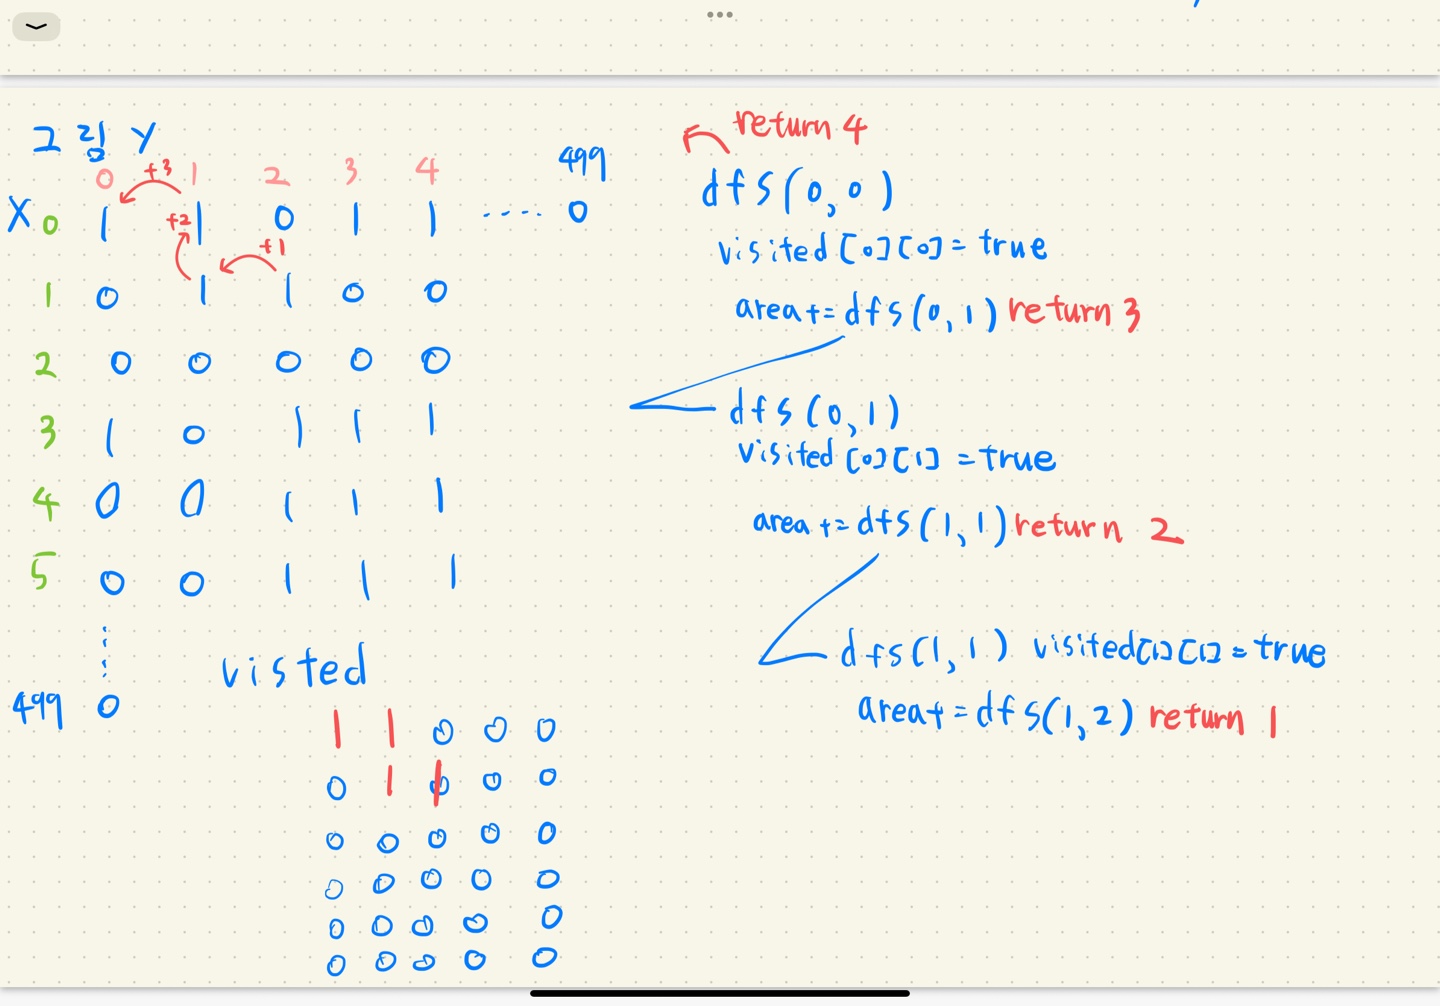 그림 Y
0 1 2 3 4 499
+3
X 0 1 1 0 1 1 ..... 0
+2 +1
1 0 1 1 0 0
2 0 0 0 0 0
3 1 0 1 1 1
4 0 0 1 1 1
5 0 0 1 1 1
499 0
visted
1 1 0 0 0
0 1 1 0 0
0 0 0 0 0
0 0 0 0 0
0 0 0 0 0
0 0 0 0 0
return 4
dfs(0,0)
visited[0][0]=true
area+=dfs(0,1) return 3
dfs(0,1)
visited[0][1]=true
area+=dfs(1,1) return 2
dfs(1,1) visited[1][1]=true
area+=dfs(1,2) return 1